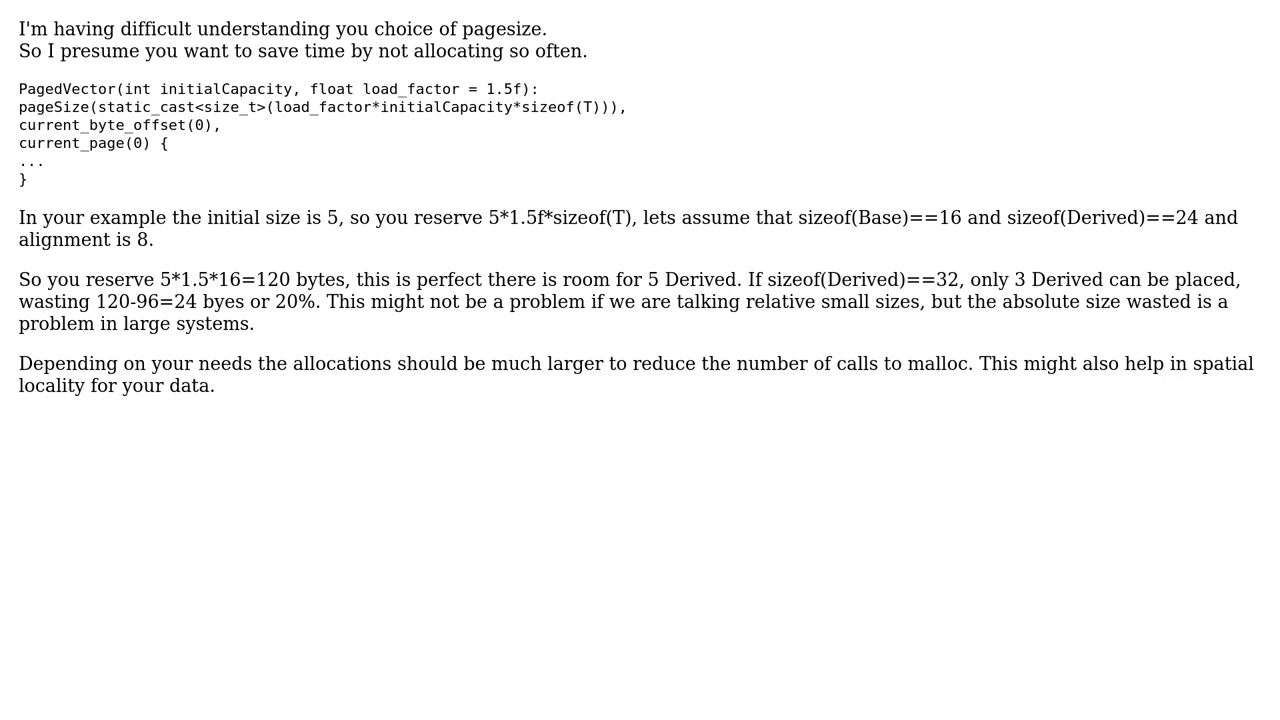 I'm having difficult understanding you choice of pagesize.
So I presume you want to save time by not allocating so often.
PagedVector(int initialCapacity, float load_factor = 1.5f):
pageSize(static_cast<size_t>(load_factor*initialCapacity*sizeof(T))),
current_byte_offset(0),
current_page(0) {
...
}
In your example the initial size is 5, so you reserve 5*1.5f*sizeof(T), lets assume that sizeof(Base)==16 and sizeof(Derived)==24 and
alignment is 8.
So you reserve 5*1.5*16=120 bytes, this is perfect there is room for 5 Derived. If sizeof(Derived)==32, only 3 Derived can be placed,
wasting 120-96=24 byes or 20%. This might not be a problem if we are talking relative small sizes, but the absolute size wasted is a
problem in large systems.
Depending on your needs the allocations should be much larger to reduce the number of calls to malloc. This might also help in spatial
locality for your data.